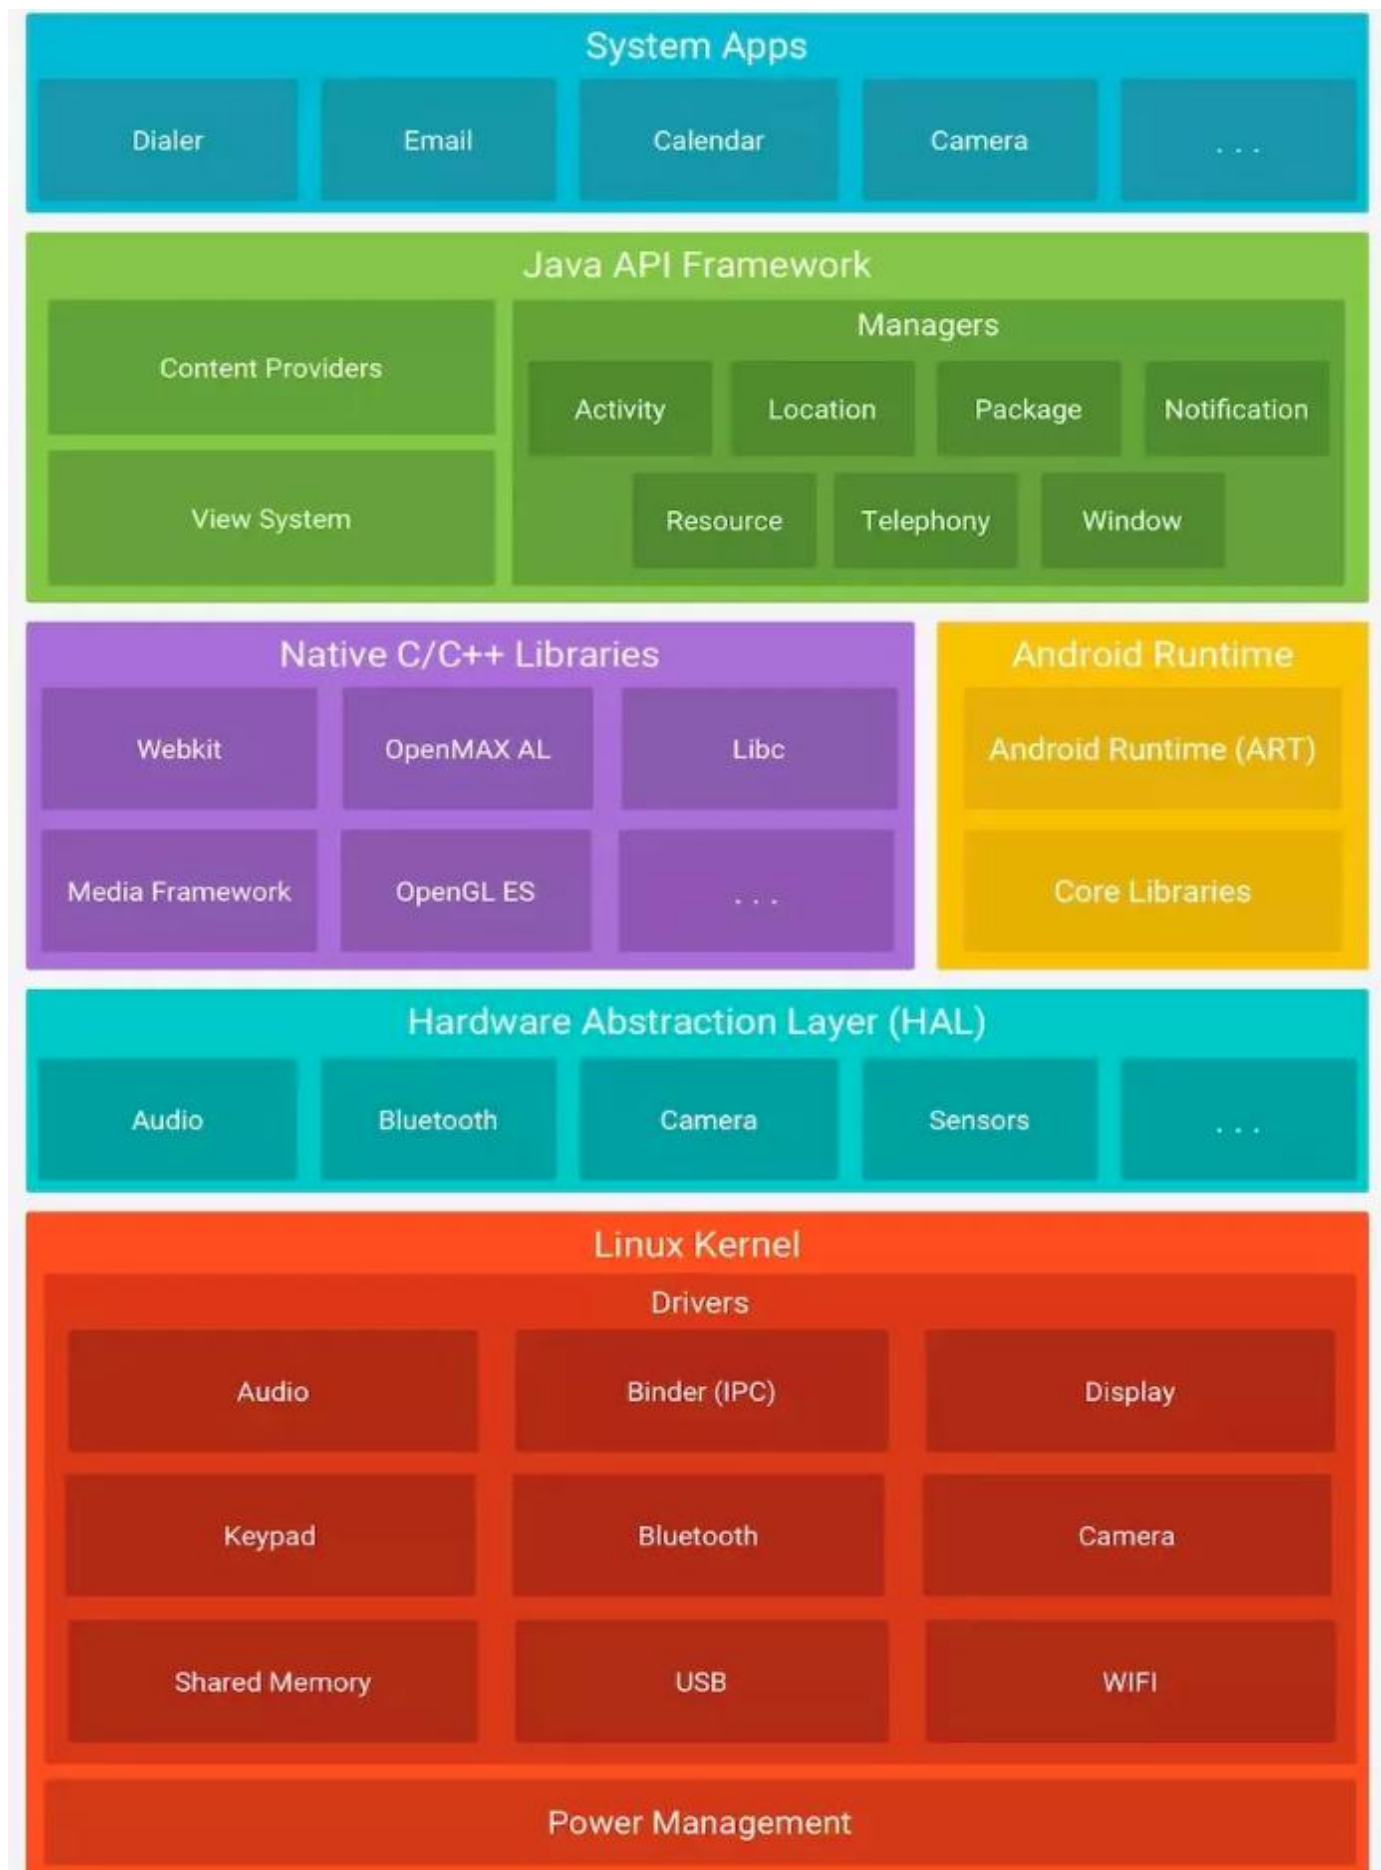 System Apps
Dialer
Email
Calendar
Camera
. . .
Java API Framework
Content Providers
View System
Managers
Activity
Location
Package
Notification
Resource
Telephony
Window
Native C/C++ Libraries
Webkit
OpenMAX AL
Libc
Media Framework
OpenGL ES
. . .
Android Runtime
Android Runtime (ART)
Core Libraries
Hardware Abstraction Layer (HAL)
Audio
Bluetooth
Camera
Sensors
. . .
Linux Kernel
Drivers
Audio
Binder (IPC)
Display
Keypad
Bluetooth
Camera
Shared Memory
USB
WIFI
Power Management